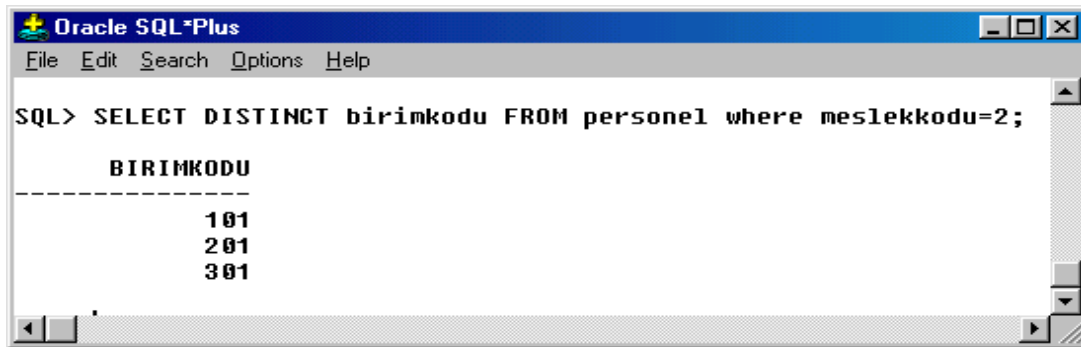 Oracle SQL*Plus
File Edit Search Options Help
SQL> SELECT DISTINCT birimkodu FROM personel where meslekkodu=2;
BIRIMKODU
---------------
101
201
301